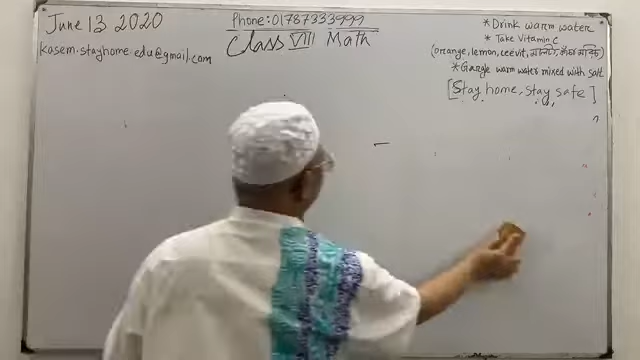 June 13 2020
kasem.stayhome.edu@gmail.com
Phone: 01787333999
Class VIII Math
* Drink warm water
* Take Vitamin C
(orange, lemon, ceevit,
* Gargle warm water mixed with salt
[Stay home, stay safe]